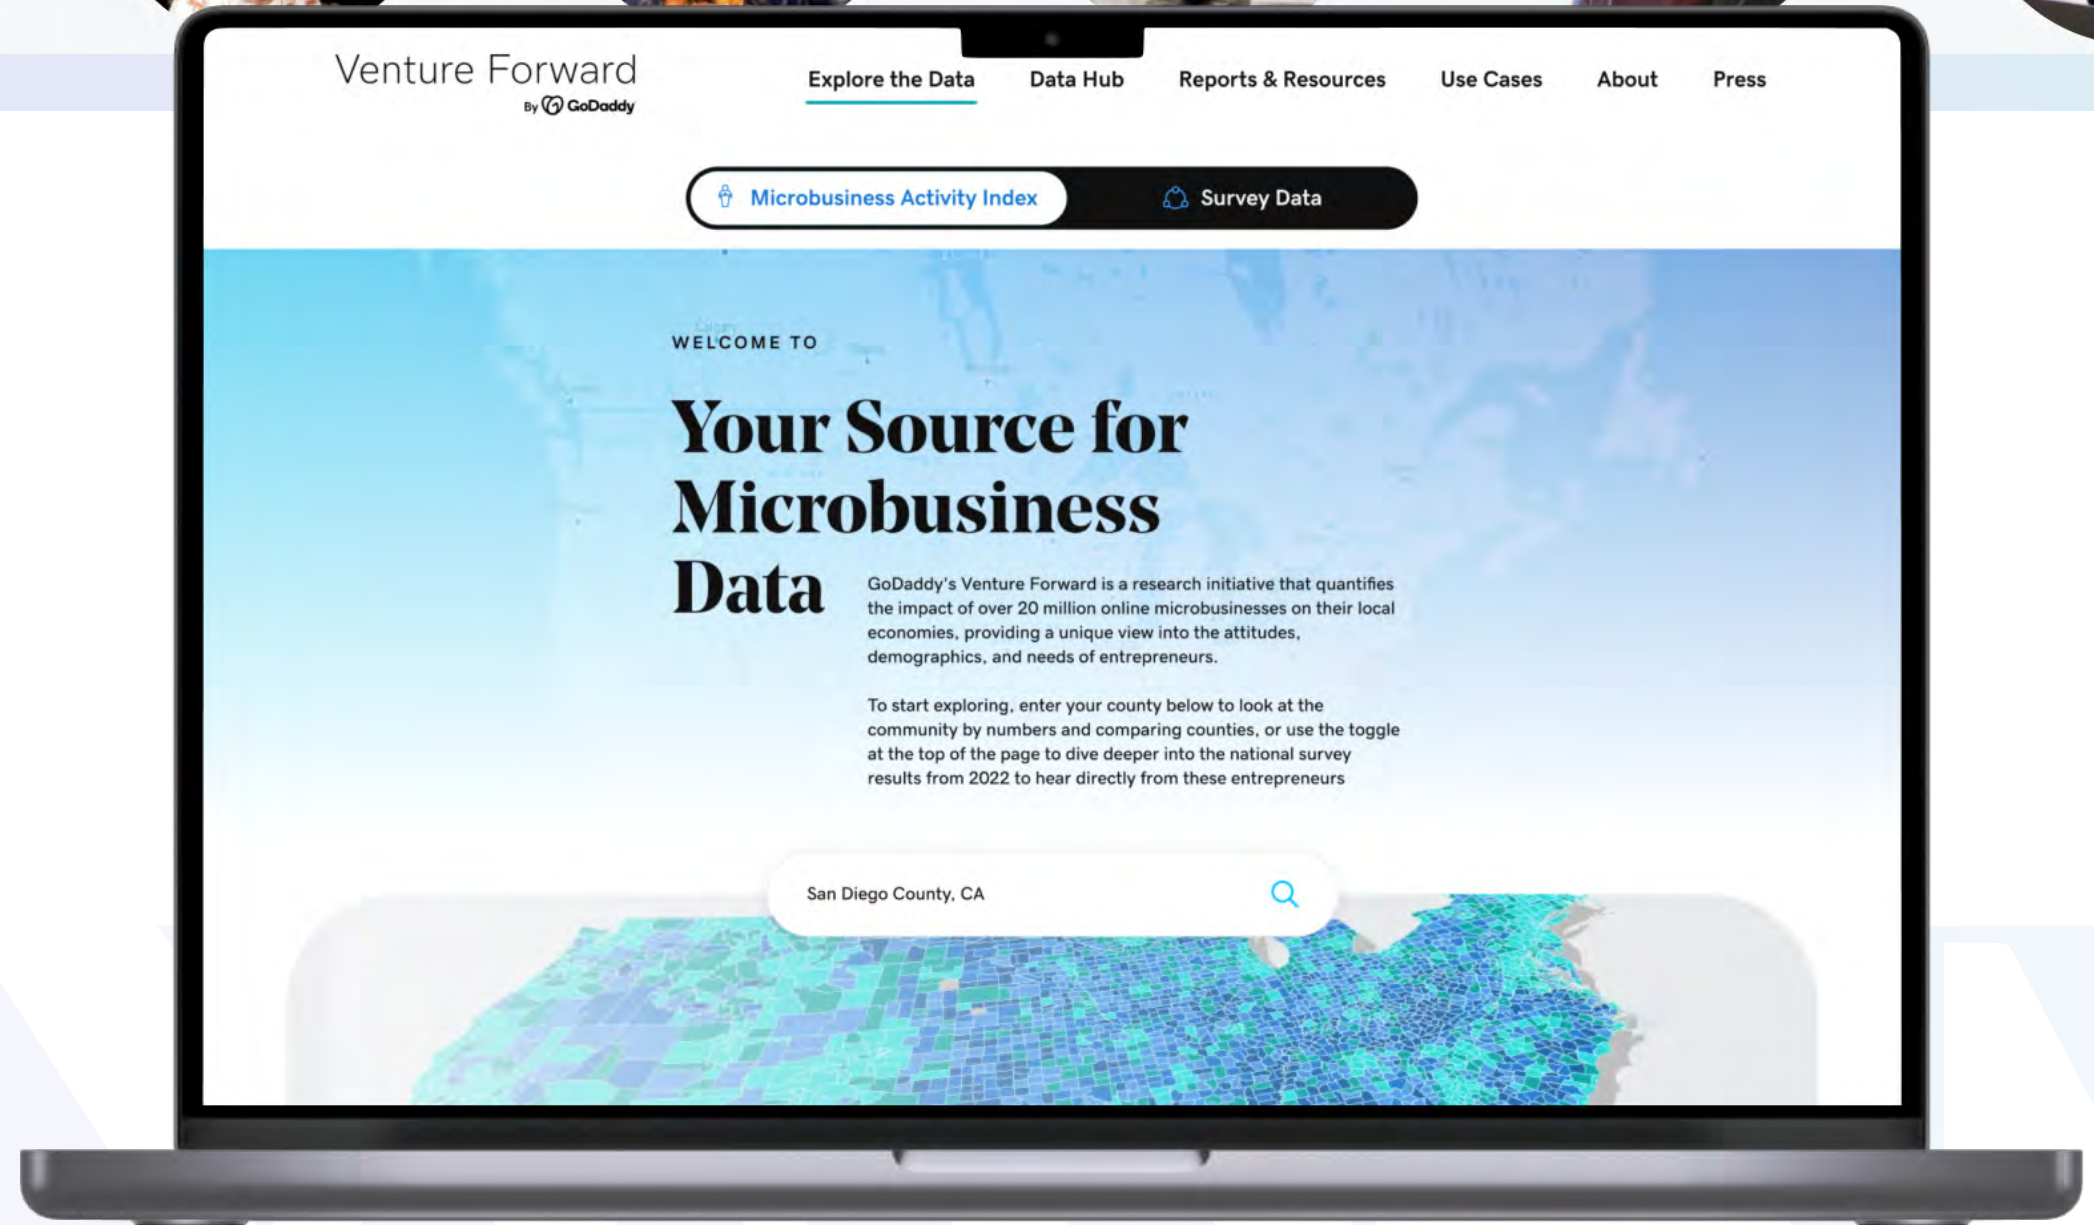 Venture Forward
By GoDaddy
Explore the Data
Data Hub
Reports & Resources
Use Cases
About
Press
Microbusiness Activity Index
Survey Data
Calgary
WELCOME TO
Your Source for
Microbusiness
Data
GoDaddy's Venture Forward is a research initiative that quantifies
the impact of over 20 million online microbusinesses on their local
economies, providing a unique view into the attitudes,
demographics, and needs of entrepreneurs.
To start exploring, enter your county below to look at the
community by numbers and comparing counties, or use the toggle
at the top of the page to dive deeper into the national survey
results from 2022 to hear directly from these entrepreneurs
San Diego County, CA